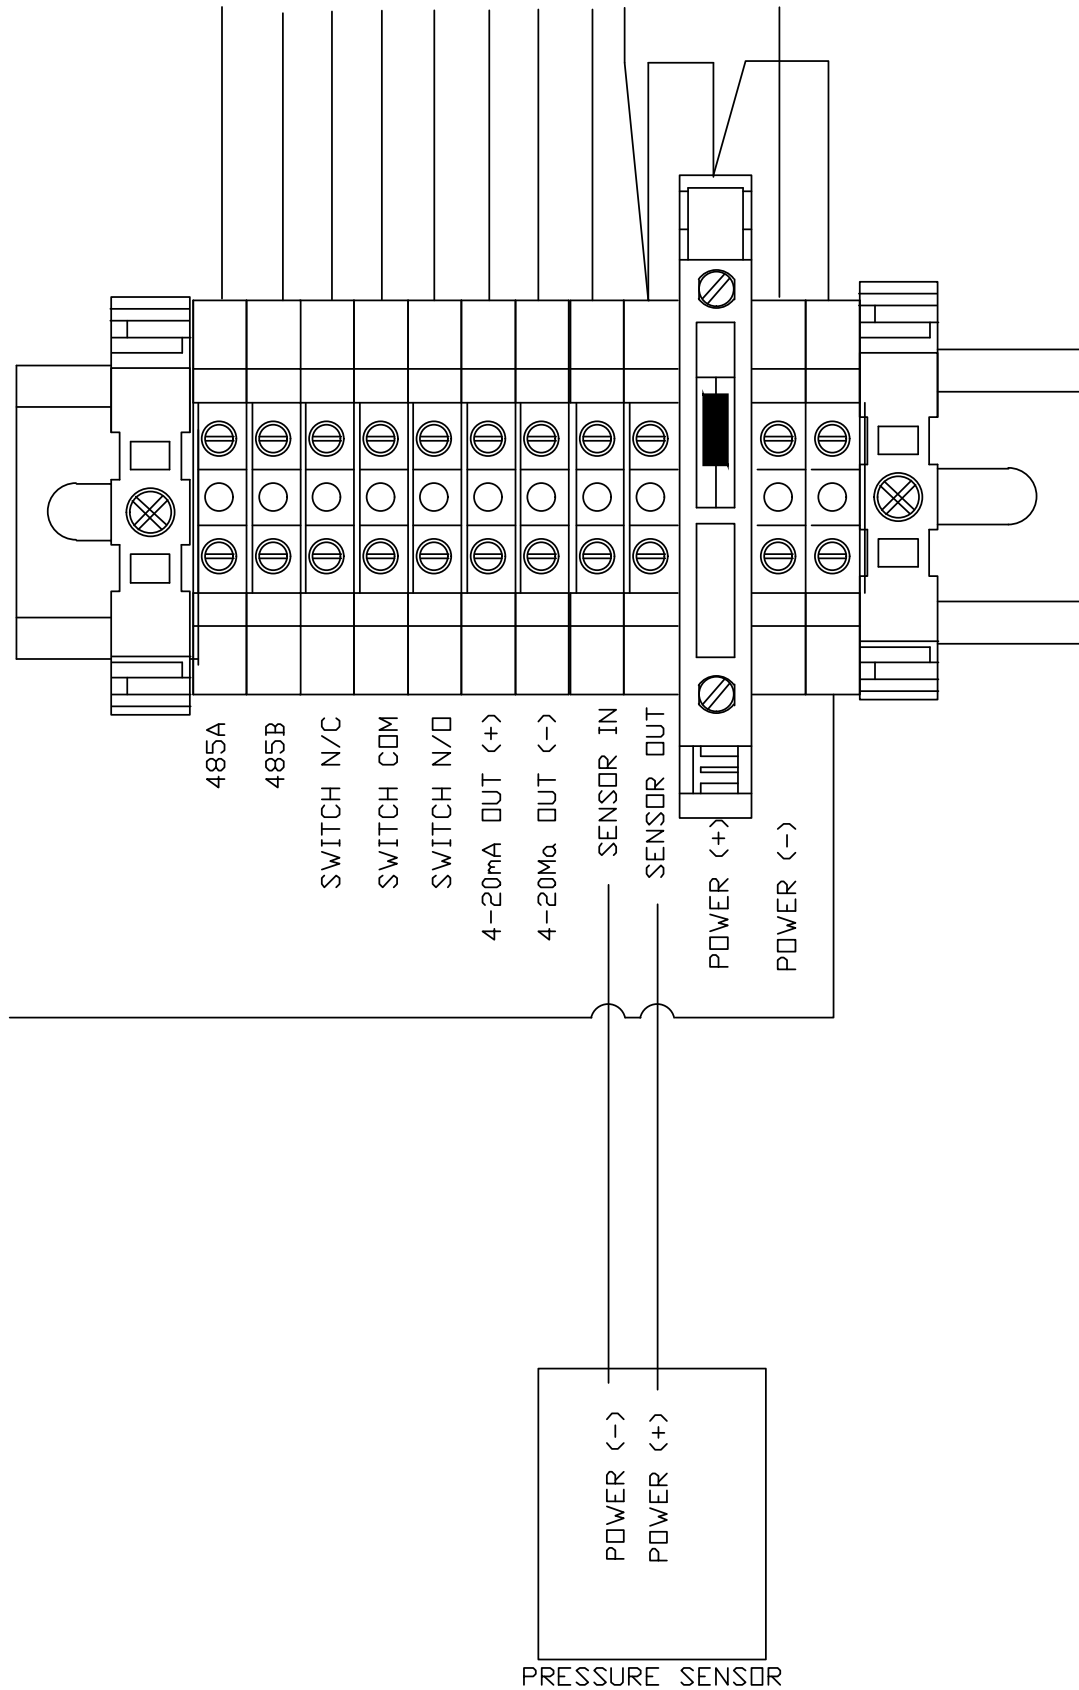 485A
485B
SWITCH N/C
SWITCH COM
SWITCH N/O
4-20mA OUT (+)
4-20Ma OUT (-)
SENSOR IN
SENSOR OUT
POWER (+)
POWER (-)
POWER (-)
POWER (+)
PRESSURE SENSOR